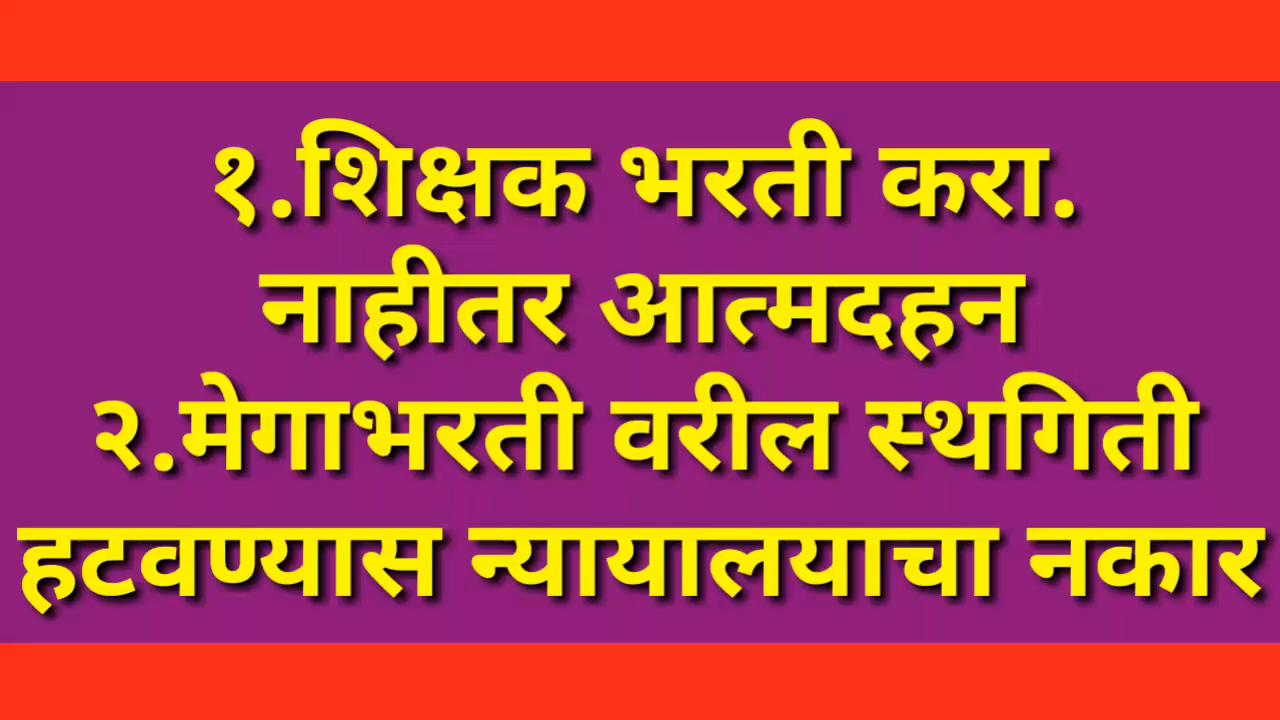 १.शिक्षक भरती करा.
नाहीतर आत्मदहन
२.मेगाभरती वरील स्थगिती
हटवण्यास न्यायालयाचा नकार